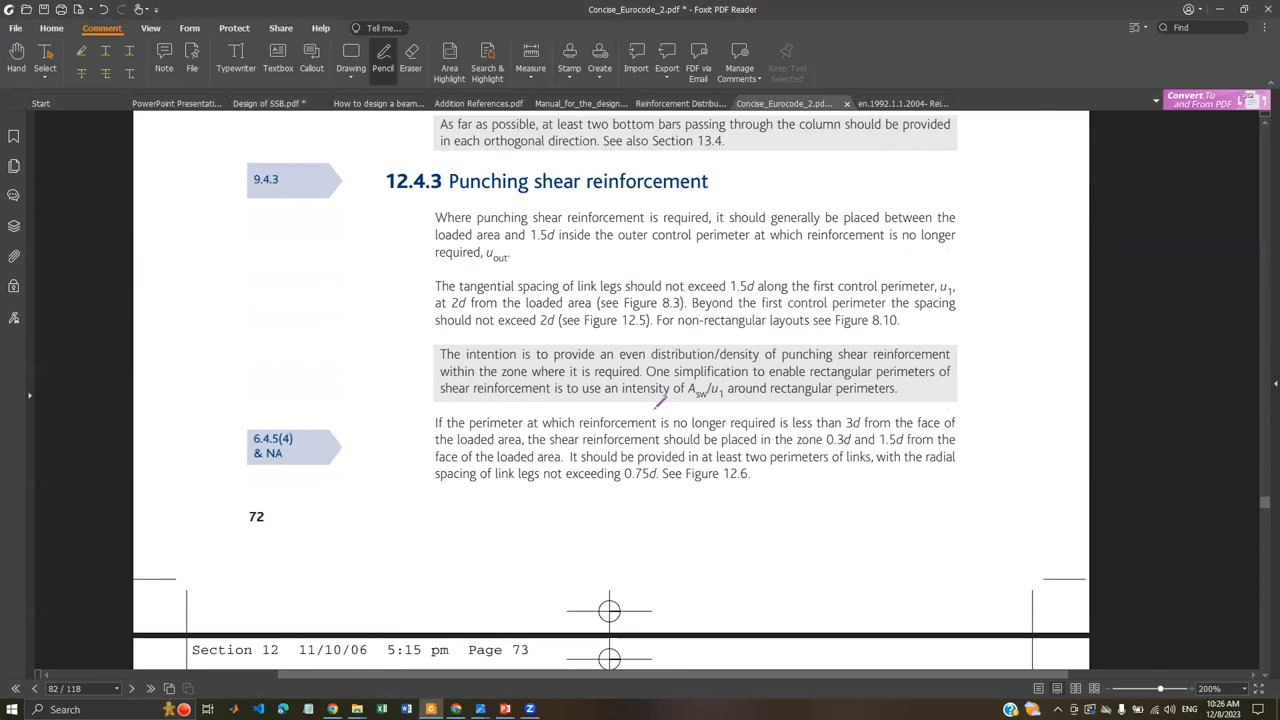 Concise_Eurocode_2.pdf * - Foxit PDF Reader
File Home Comment View Form Protect Share Help Tell me... Find
Hand Select Note File Typewriter Textbox Callout Drawing Pencil Eraser Area Highlight Search & Highlight Measure Stamp Create Import Export FDF via Email Manage Comments Keep Tool Selected
Start PowerPoint Presentati... Design of SSB.pdf * How to design a beam... Addition References.pdf Manual_for_the_design... Reinforcement Distribu... Concise_Eurocode_2.pd... en.1992.1.1.2004- Rei... Convert To and From PDF
As far as possible, at least two bottom bars passing through the column should be provided
in each orthogonal direction. See also Section 13.4.
9.4.3
12.4.3 Punching shear reinforcement
Where punching shear reinforcement is required, it should generally be placed between the
loaded area and 1.5d inside the outer control perimeter at which reinforcement is no longer
required, uout.
The tangential spacing of link legs should not exceed 1.5d along the first control perimeter, u1,
at 2d from the loaded area (see Figure 8.3). Beyond the first control perimeter the spacing
should not exceed 2d (see Figure 12.5). For non-rectangular layouts see Figure 8.10.
The intention is to provide an even distribution/density of punching shear reinforcement
within the zone where it is required. One simplification to enable rectangular perimeters of
shear reinforcement is to use an intensity of Asw/u1 around rectangular perimeters.
6.4.5(4)
& NA
If the perimeter at which reinforcement is no longer required is less than 3d from the face of
the loaded area, the shear reinforcement should be placed in the zone 0.3d and 1.5d from the
face of the loaded area. It should be provided in at least two perimeters of links, with the radial
spacing of link legs not exceeding 0.75d. See Figure 12.6.
72
Section 12 11/10/06 5:15 pm Page 73
82 / 118
200%
Search
10:26 AM
12/8/2023